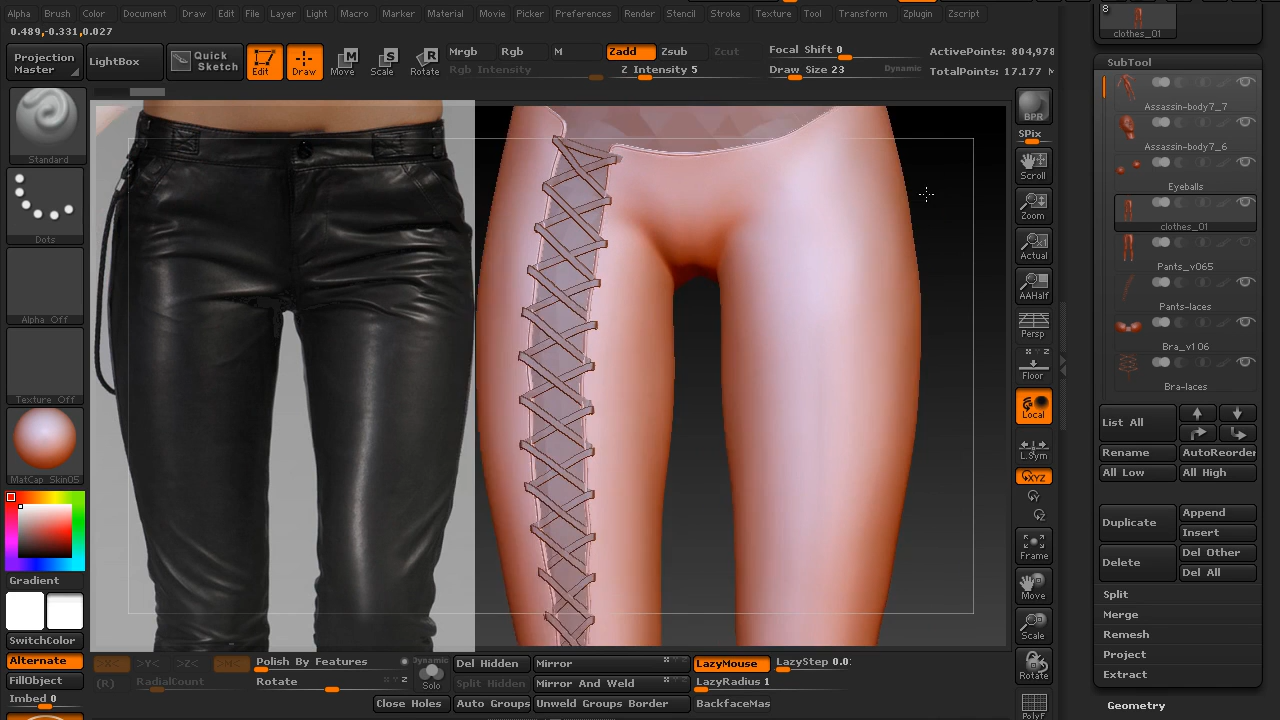 Alpha Brush Color Document Draw Edit File Layer Light Macro Marker Material Movie Picker Preferences Render Stencil Stroke Texture Tool Transform Zplugin Zscript
0.489,-0.331,0.027
Projection Master
LightBox
Quick Sketch
Edit
Draw
Move
Scale
Rotate
Mrgb Rgb M Zadd Zsub Zcut
Rgb Intensity
Z Intensity 5
Focal Shift 0
Draw Size 23
Dynamic
ActivePoints: 804,978
TotalPoints: 17.177 M
Standard
Dots
Alpha Off
Texture Off
MatCap Skin05
Gradient
SwitchColor
Alternate
FillObject
Imbed 0
BPR
SPix
Scroll
Zoom
Actual
AAHalf
Persp
Floor
Local
L.Sym
XYZ
Y
Z
Frame
Move
Scale
Rotate
PolyF
8
clothes_01
SubTool
Assassin-body7_7
Assassin-body7_6
Eyeballs
clothes_01
Pants_v065
Pants-laces
Bra_v106
Bra-laces
List All
Rename AutoReorder
All Low All High
Duplicate
Append
Insert
Delete
Del Other
Del All
Split
Merge
Remesh
Project
Extract
Geometry
>X< >Y< >Z< >M<
(R) RadialCount
Polish By Features
Rotate X Y Z
Dynamic
Solo
Del Hidden Mirror X Y Z
Split Hidden Mirror And Weld X Y Z
Close Holes Auto Groups Unweld Groups Border
LazyMouse LazyStep 0.0
LazyRadius 1
BackfaceMas